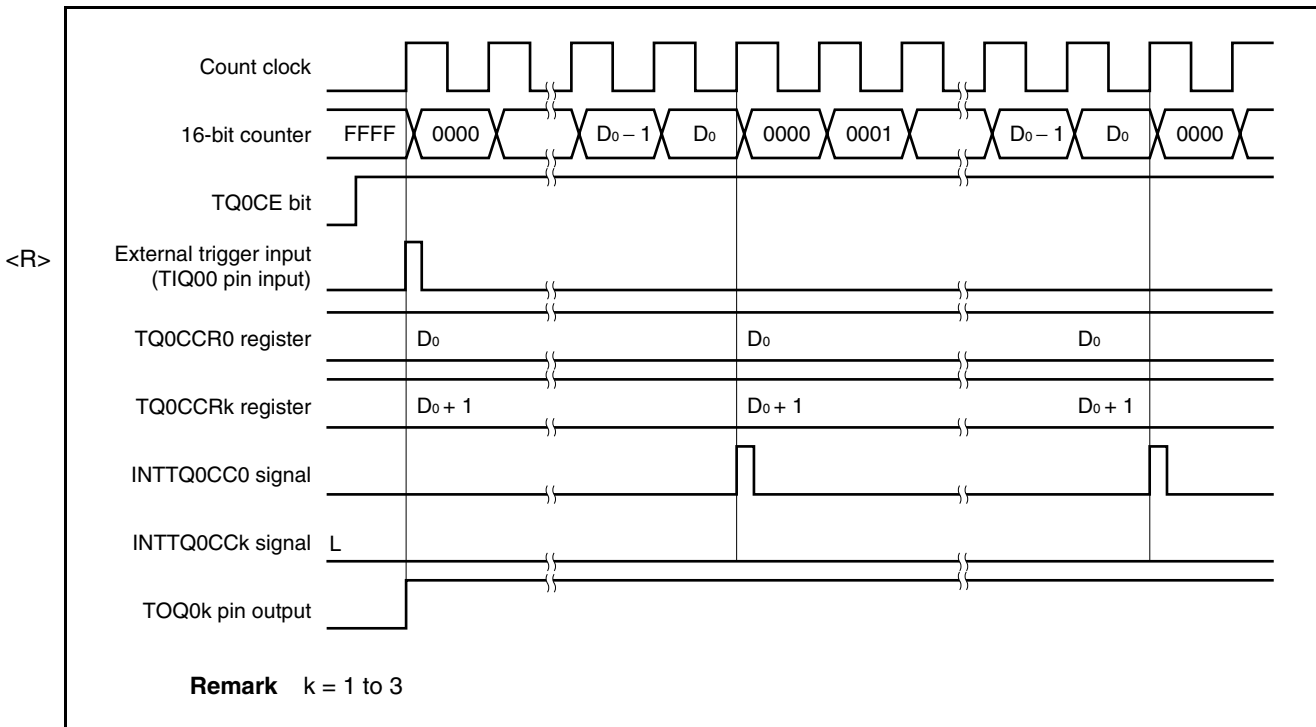 Count clock
16-bit counter FFFF 0000 D₀ – 1 D₀ 0000 0001 D₀ – 1 D₀ 0000
TQ0CE bit
<R>
External trigger input
(TIQ00 pin input)
TQ0CCR0 register D₀ D₀ D₀
TQ0CCRk register D₀ + 1 D₀ + 1 D₀ + 1
INTTQ0CC0 signal
INTTQ0CCk signal L
TOQ0k pin output
Remark k = 1 to 3